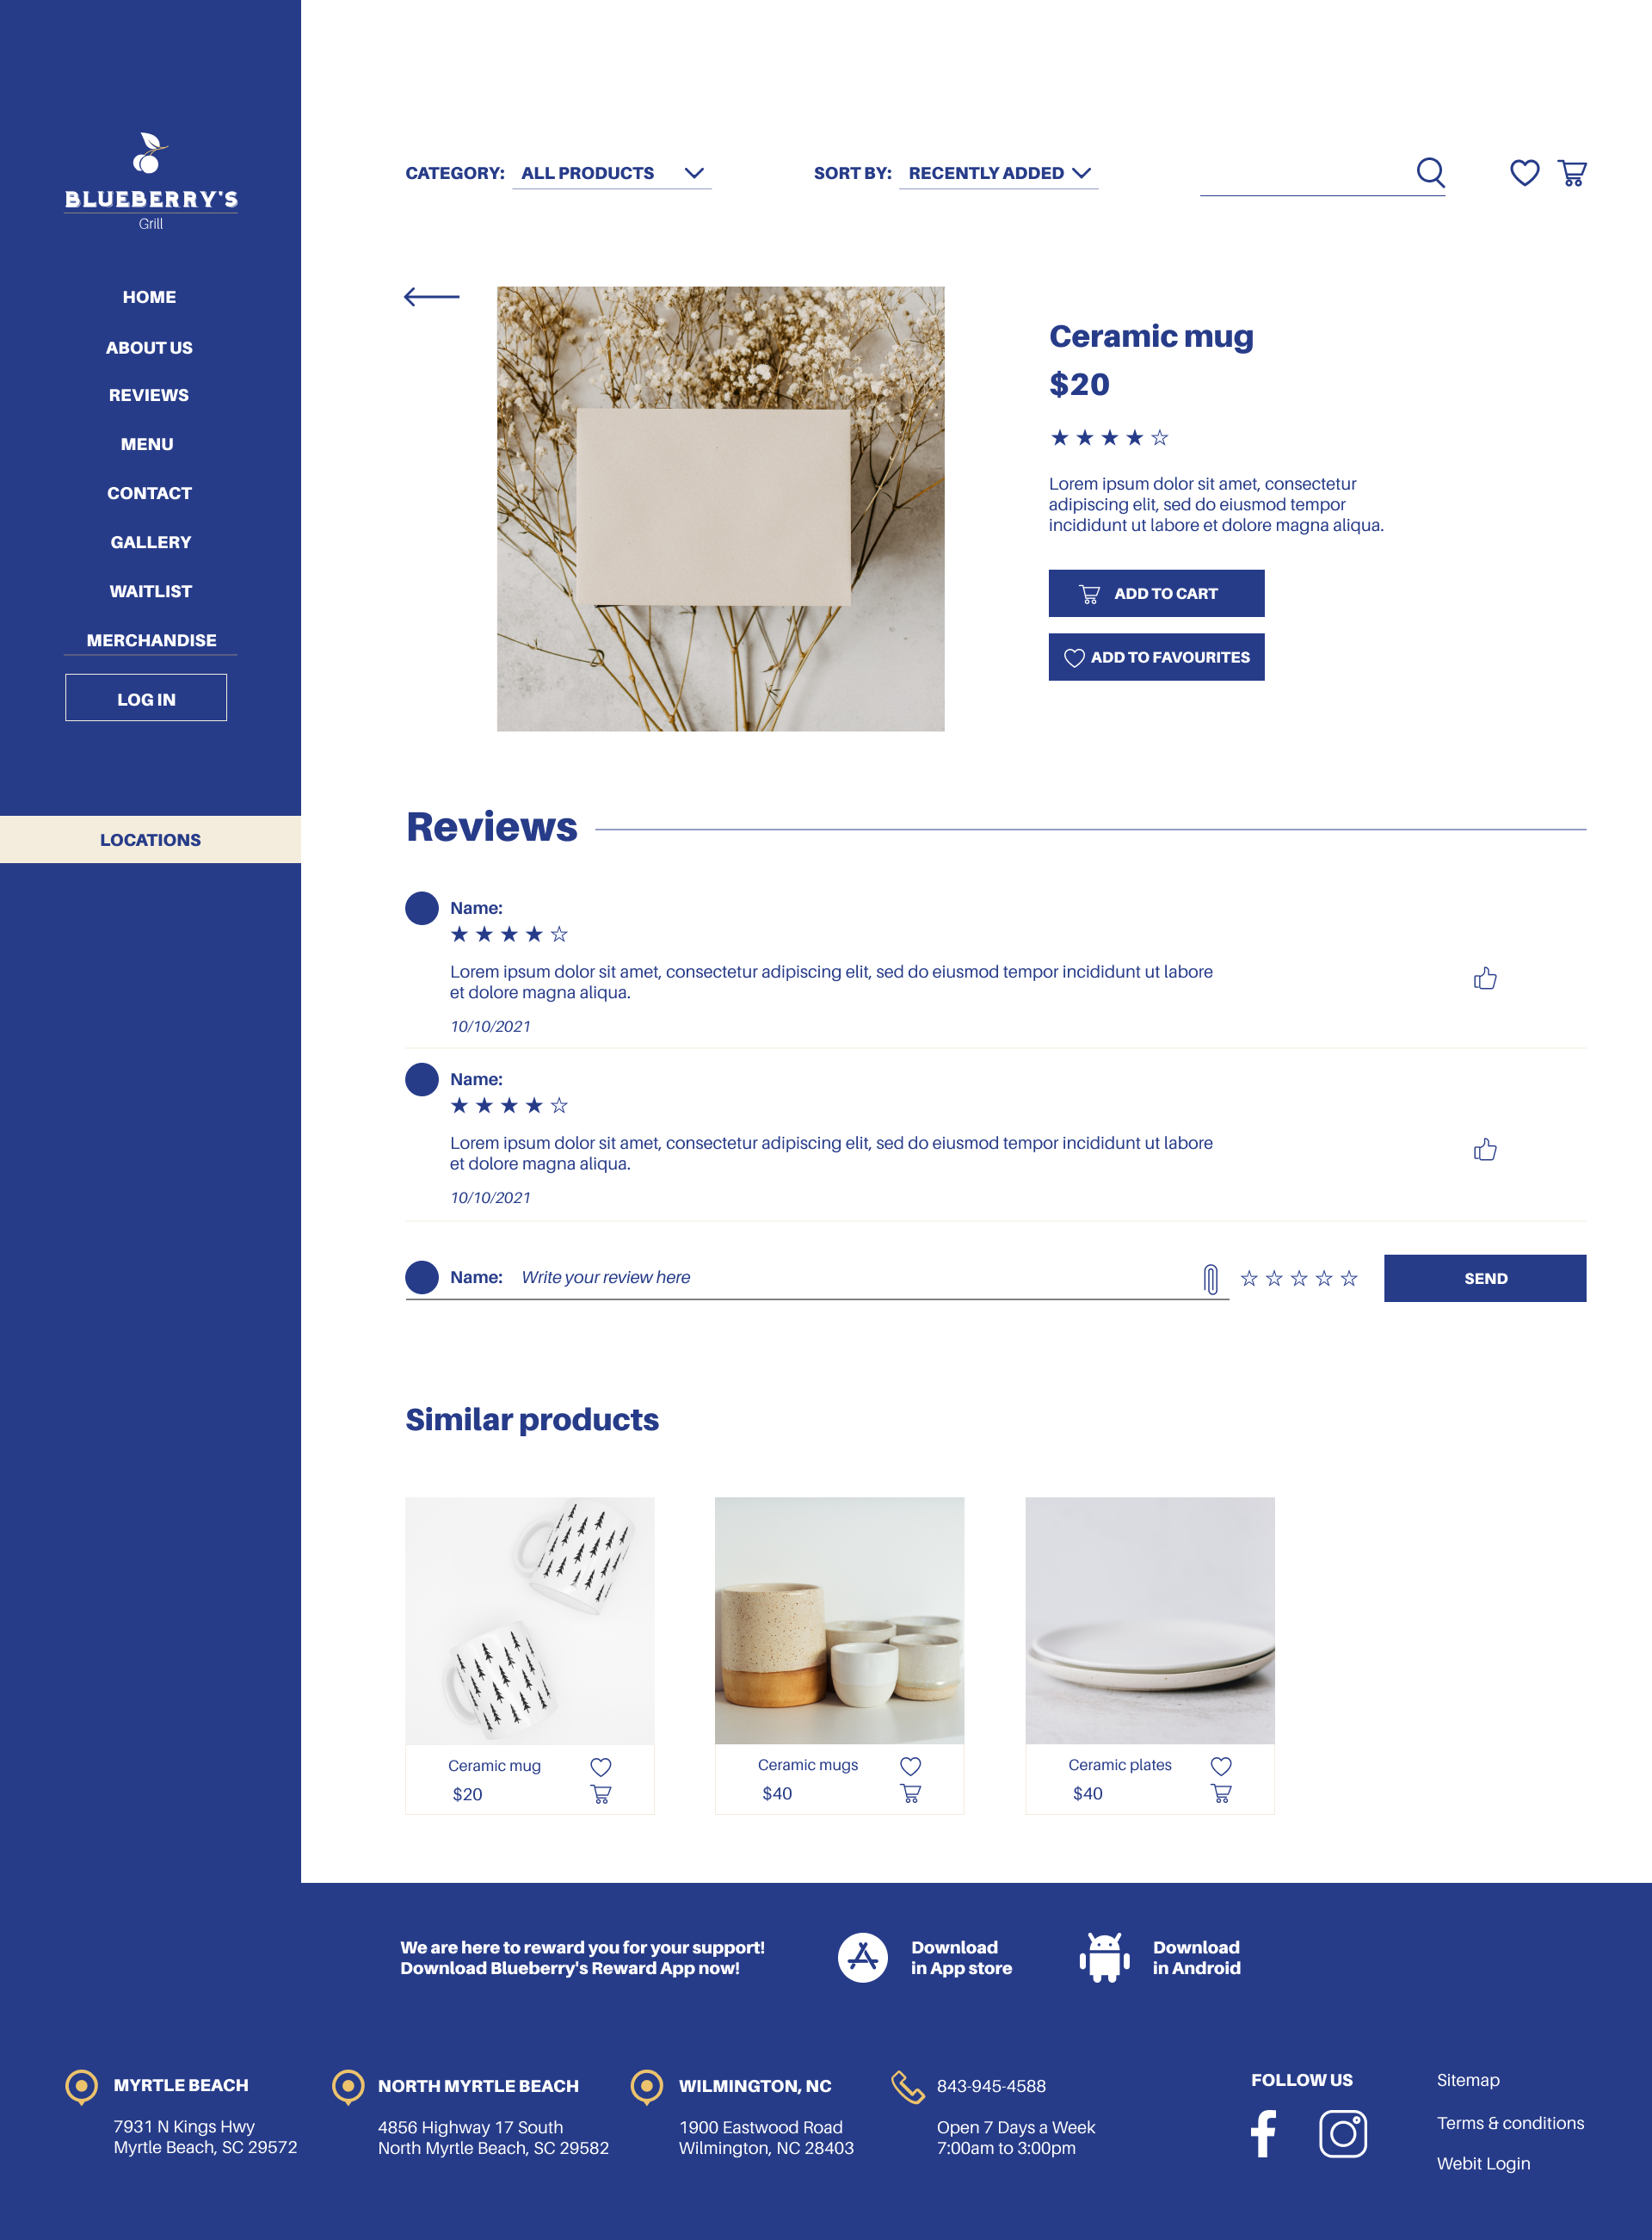 BLUEBERRY'S
Grill
HOME
ABOUT US
REVIEWS
MENU
CONTACT
GALLERY
WAITLIST
MERCHANDISE
LOG IN
LOCATIONS
CATEGORY: ALL PRODUCTS
SORT BY: RECENTLY ADDED
Ceramic mug
$20
Lorem ipsum dolor sit amet, consectetur
adipiscing elit, sed do eiusmod tempor
incididunt ut labore et dolore magna aliqua.
ADD TO CART
ADD TO FAVOURITES
Reviews
Name:
Lorem ipsum dolor sit amet, consectetur adipiscing elit, sed do eiusmod tempor incididunt ut labore
et dolore magna aliqua.
10/10/2021
Name:
Lorem ipsum dolor sit amet, consectetur adipiscing elit, sed do eiusmod tempor incididunt ut labore
et dolore magna aliqua.
10/10/2021
Name: Write your review here
SEND
Similar products
Ceramic mug
$20
Ceramic mugs
$40
Ceramic plates
$40
We are here to reward you for your support!
Download Blueberry's Reward App now!
Download
in App store
Download
in Android
MYRTLE BEACH
7931 N Kings Hwy
Myrtle Beach, SC 29572
NORTH MYRTLE BEACH
4856 Highway 17 South
North Myrtle Beach, SC 29582
WILMINGTON, NC
1900 Eastwood Road
Wilmington, NC 28403
843-945-4588
Open 7 Days a Week
7:00am to 3:00pm
FOLLOW US
Sitemap
Terms & conditions
Webit Login